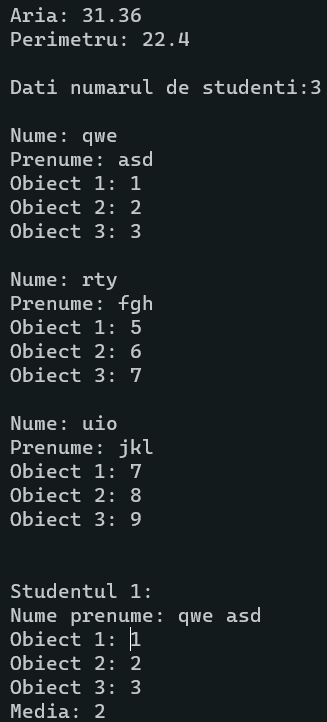 Aria: 31.36
Perimetru: 22.4
Dati numarul de studenti:3
Nume: qwe
Prenume: asd
Obiect 1: 1
Obiect 2: 2
Obiect 3: 3
Nume: rty
Prenume: fgh
Obiect 1: 5
Obiect 2: 6
Obiect 3: 7
Nume: uio
Prenume: jkl
Obiect 1: 7
Obiect 2: 8
Obiect 3: 9
Studentul 1:
Nume prenume: qwe asd
Obiect 1: 1
Obiect 2: 2
Obiect 3: 3
Media: 2